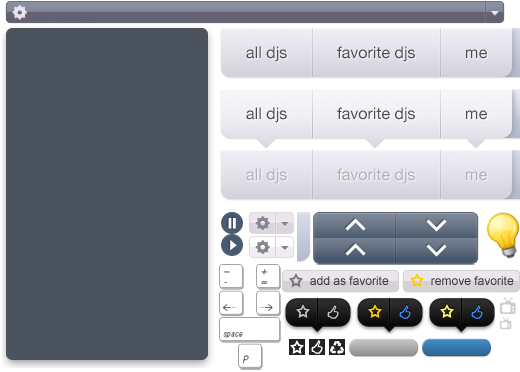 all djs favorite djs me
all djs favorite djs me
all djs favorite djs me
- + 
- =
add as favorite remove favorite
space
p